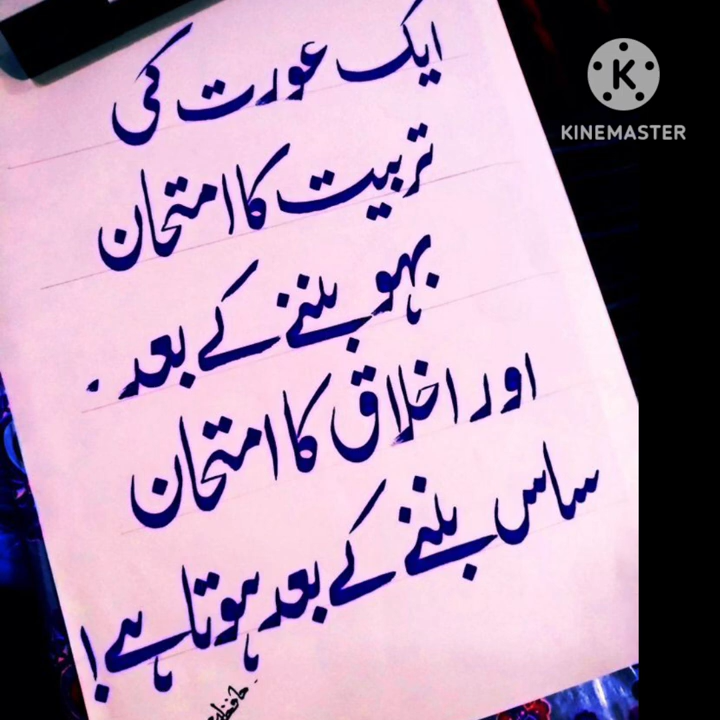 ایک عورت کی
تربیت کا امتحان
بہو بننے کے بعد۔
اور اخلاق کا امتحان
ساس بننے کے بعد ہوتا ہے!
KINEMASTER